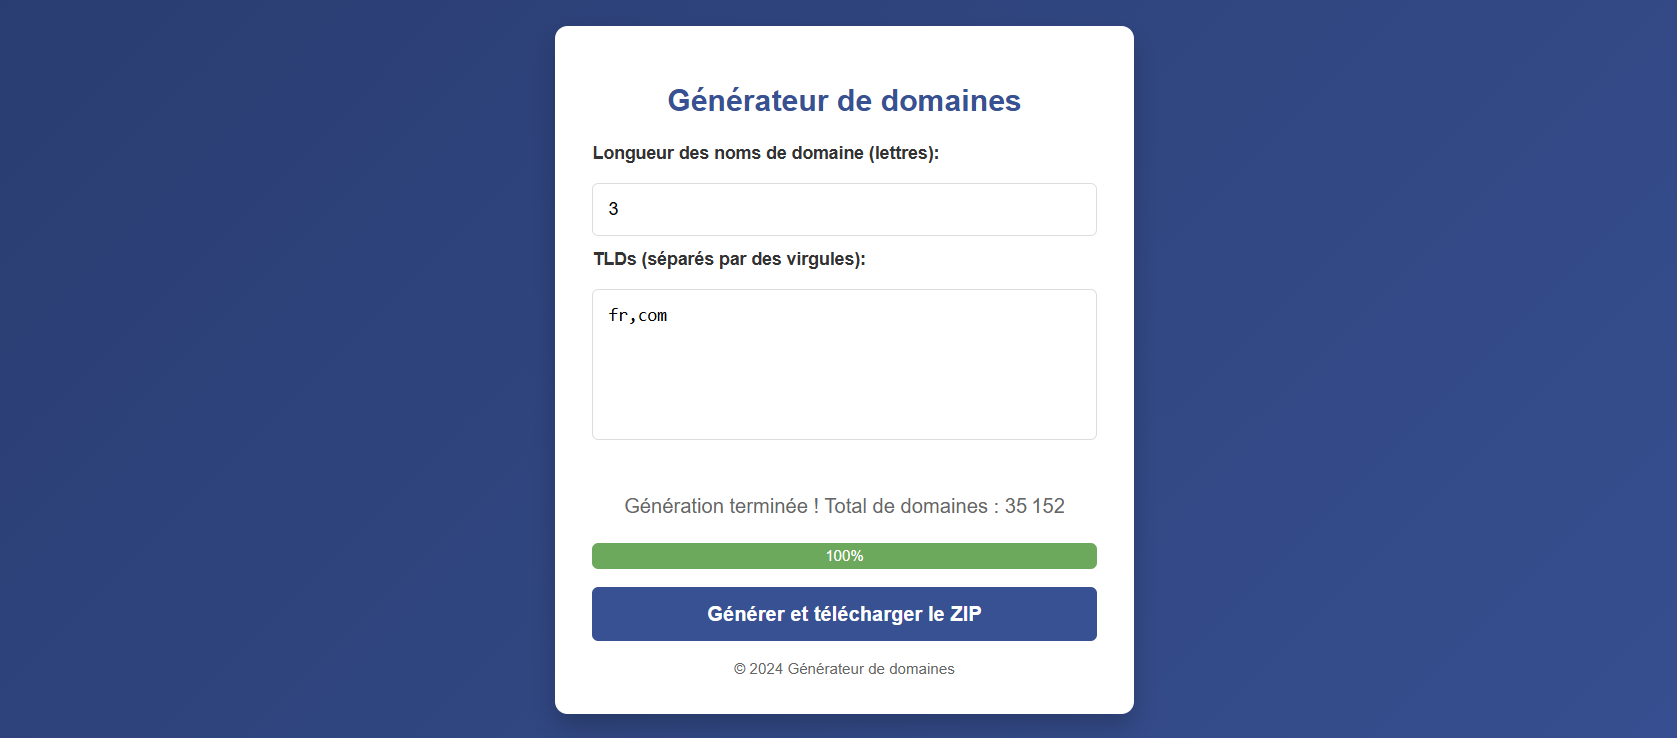 Générateur de domaines
Longueur des noms de domaine (lettres):
3
TLDs (séparés par des virgules):
fr,com
Génération terminée ! Total de domaines : 35 152
100%
Générer et télécharger le ZIP
© 2024 Générateur de domaines